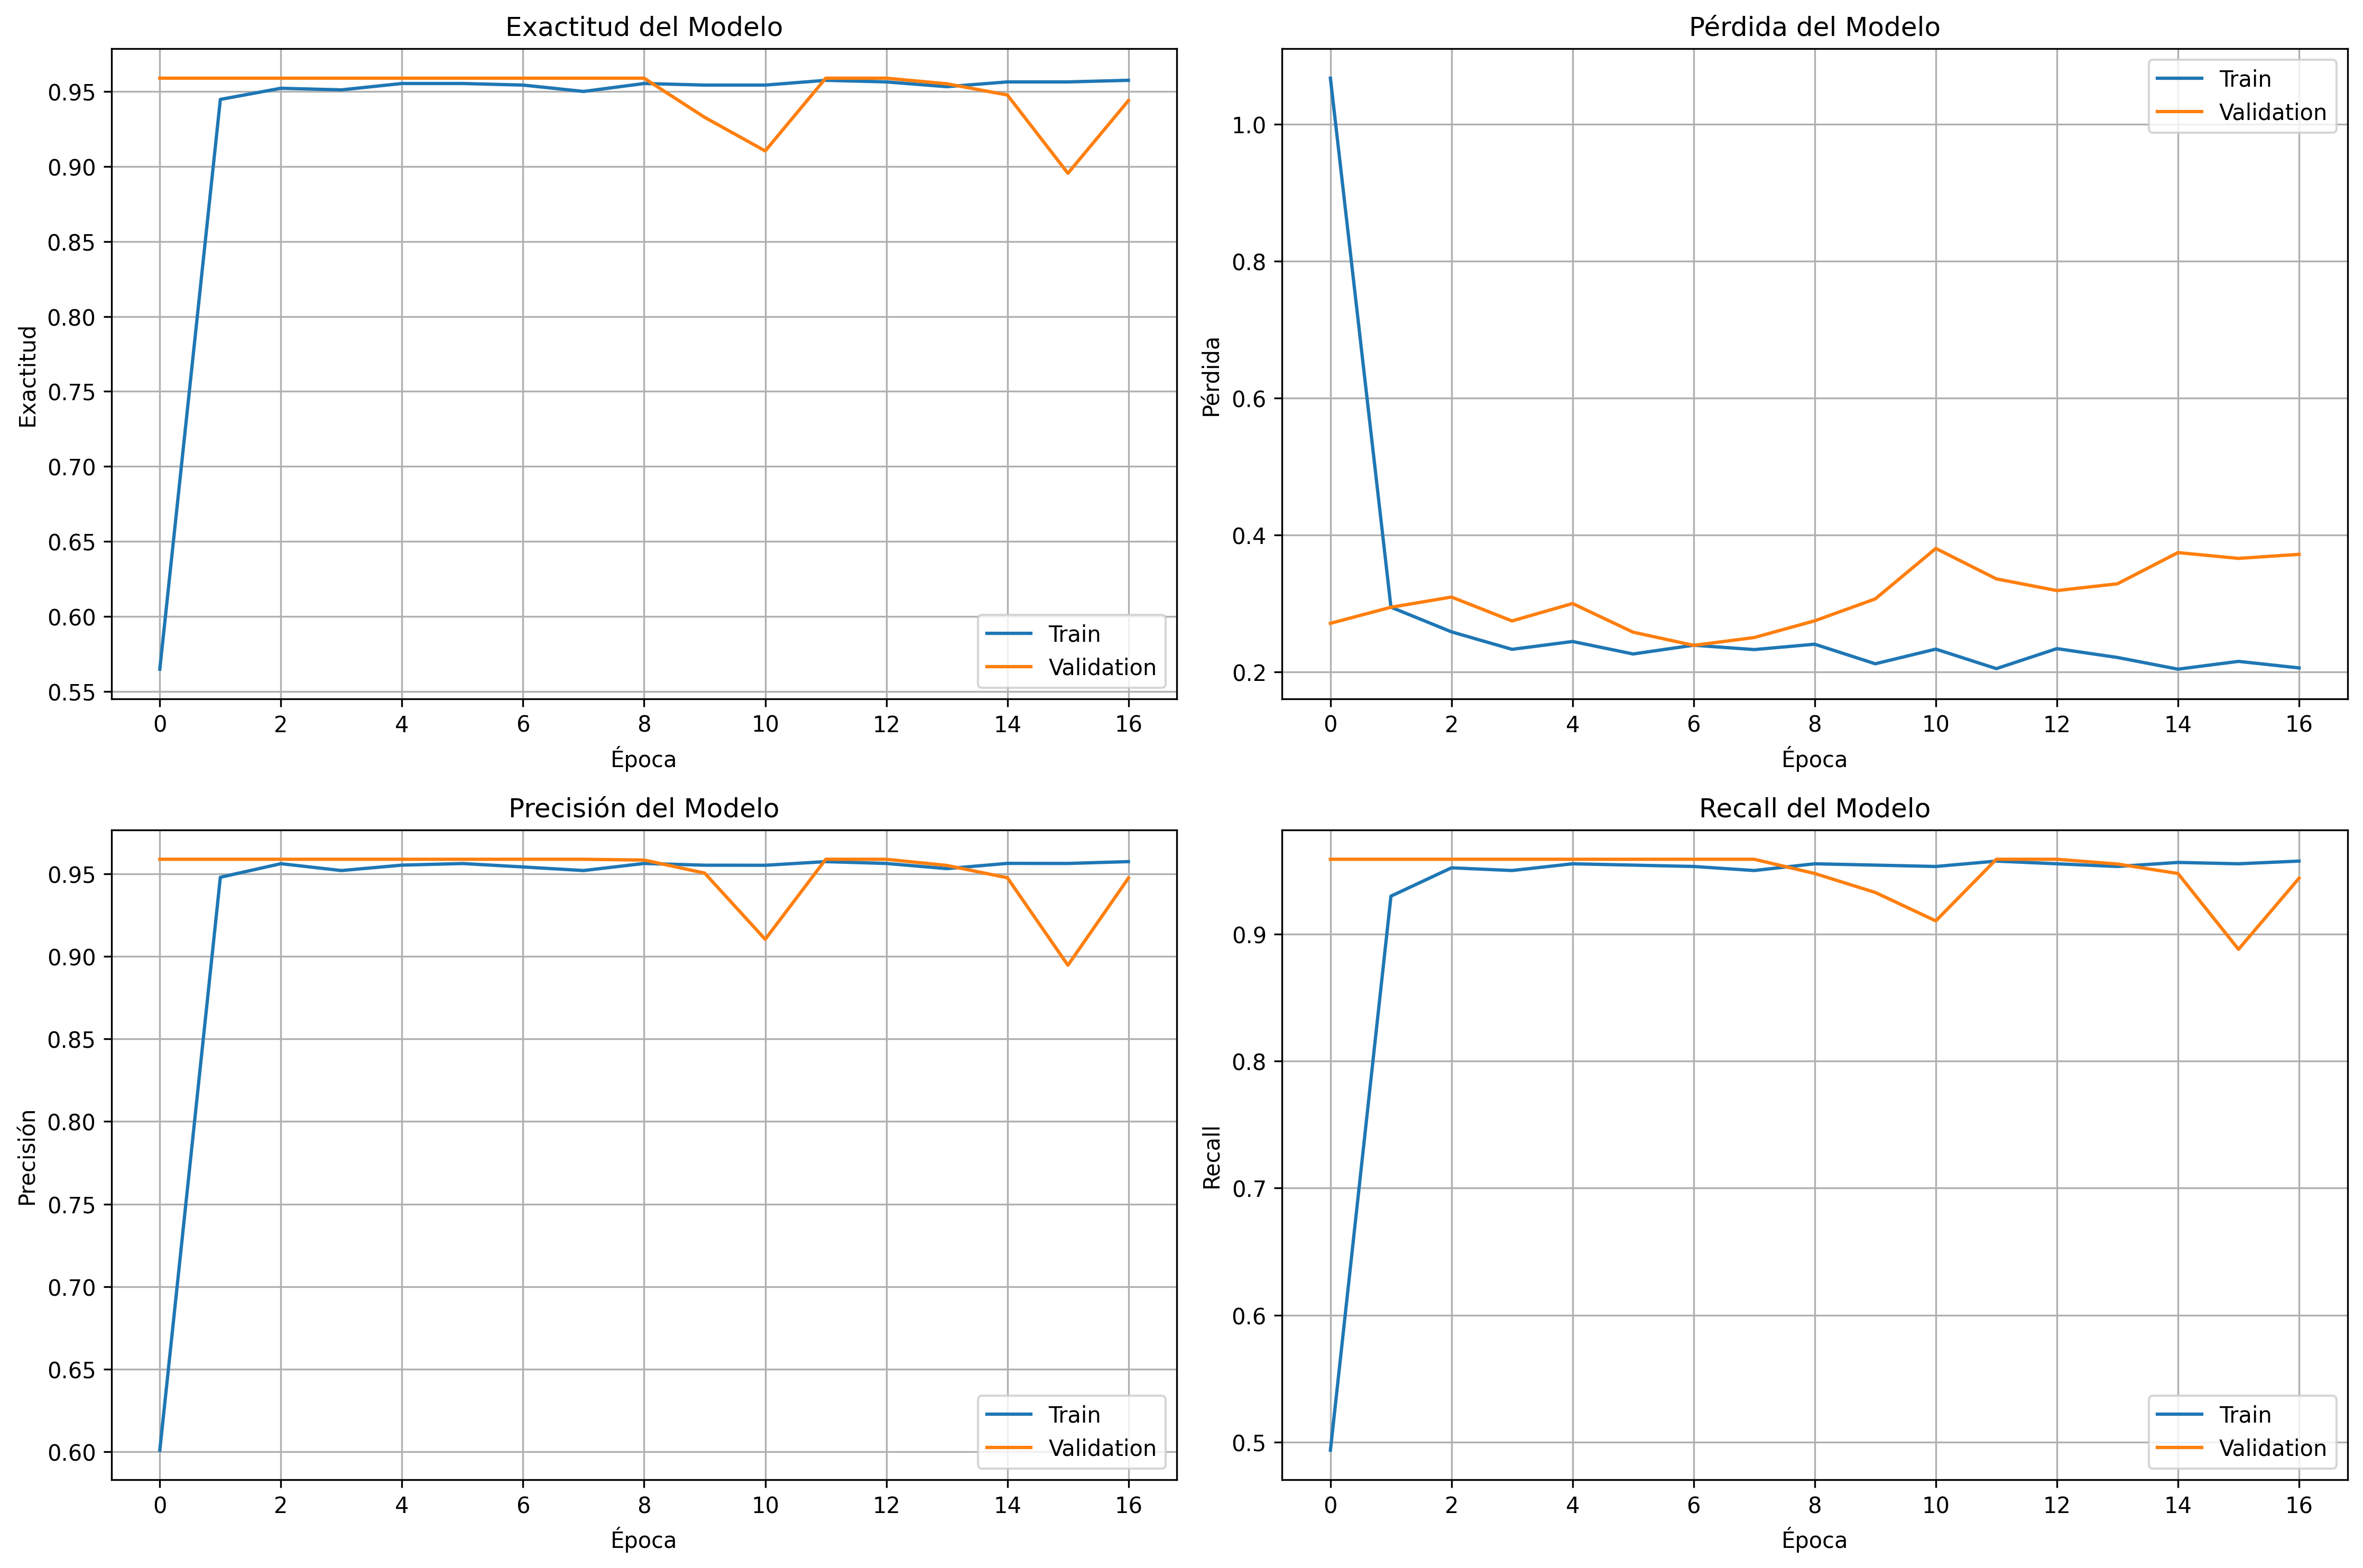 Exactitud del Modelo
Exactitud
0.95
0.90
0.85
0.80
0.75
0.70
0.65
0.60
0.55
Train
Validation
0 2 4 6 8 10 12 14 16
Época
Pérdida del Modelo
Pérdida
1.0
0.8
0.6
0.4
0.2
Train
Validation
0 2 4 6 8 10 12 14 16
Época
Precisión del Modelo
Precisión
0.95
0.90
0.85
0.80
0.75
0.70
0.65
0.60
Train
Validation
0 2 4 6 8 10 12 14 16
Época
Recall del Modelo
Recall
0.9
0.8
0.7
0.6
0.5
Train
Validation
0 2 4 6 8 10 12 14 16
Época